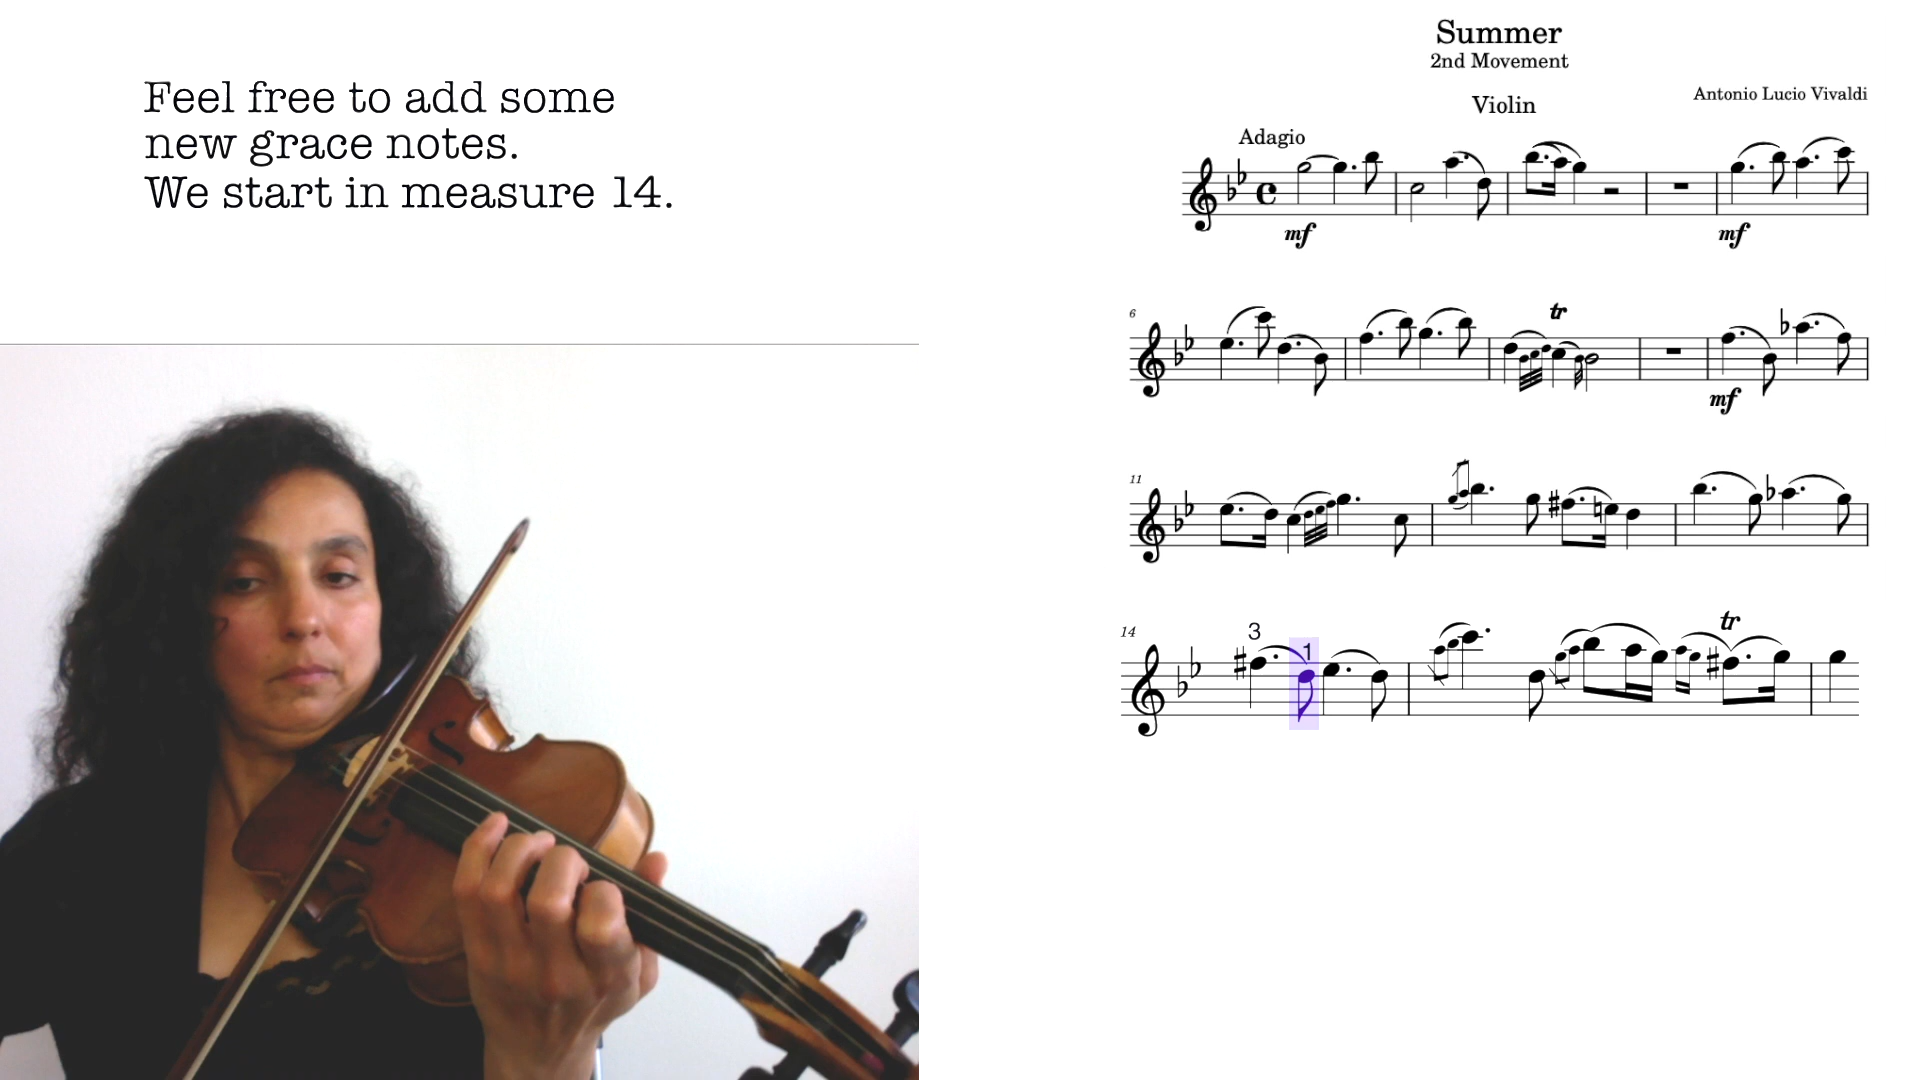 Feel free to add some
new grace notes.
We start in measure 14.
Summer
2nd Movement
Violin
Antonio Lucio Vivaldi
Adagio
mf
mf
6
tr
mf
11
14
3
1
tr